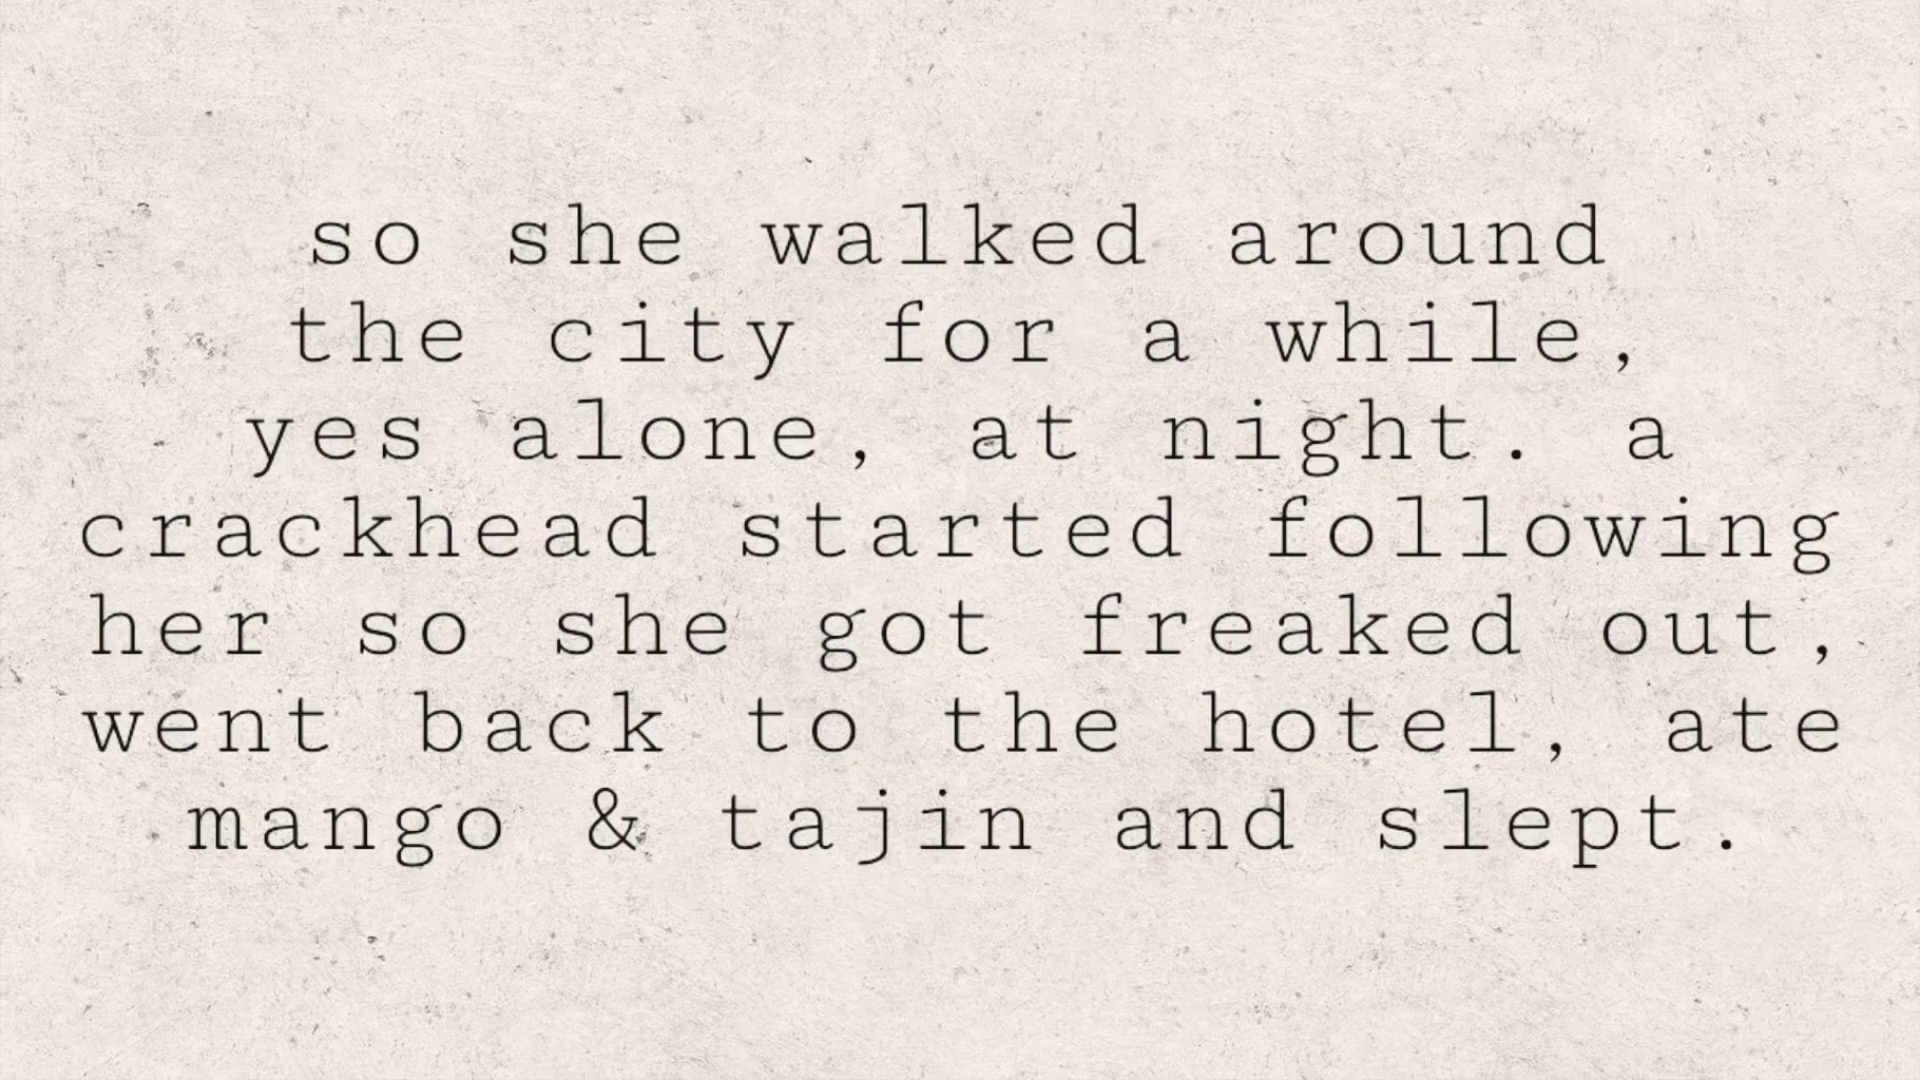 so she walked around
the city for a while,
yes alone, at night. a
crackhead started following
her so she got freaked out,
went back to the hotel, ate
mango & tajin and slept.